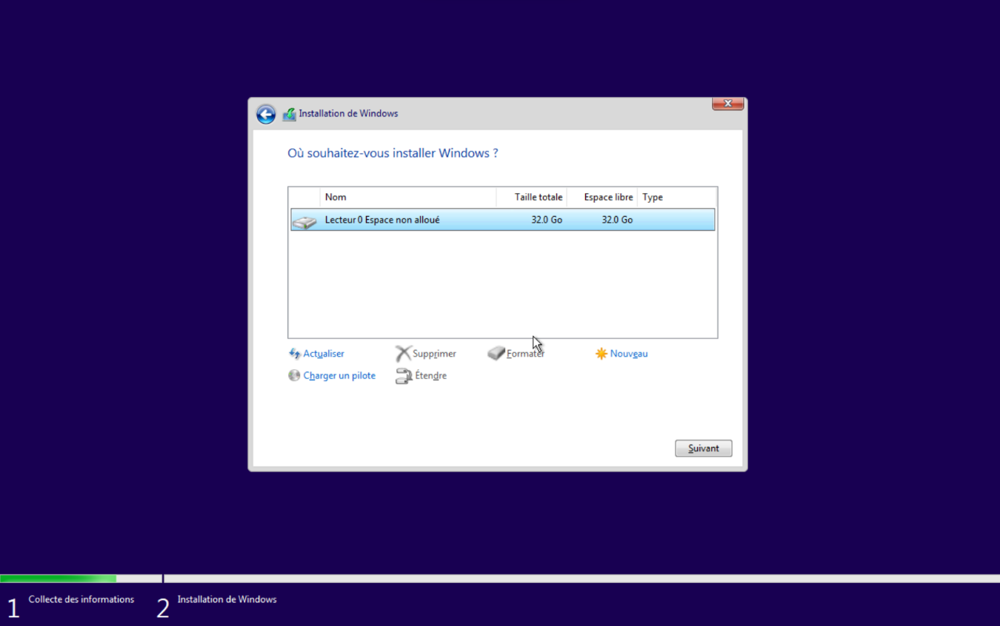 Installation de Windows
Où souhaitez-vous installer Windows ?
Nom Taille totale Espace libre Type
Lecteur 0 Espace non alloué 32.0 Go 32.0 Go
Actualiser Supprimer Formater Nouveau
Charger un pilote Étendre
Suivant
1 Collecte des informations 2 Installation de Windows